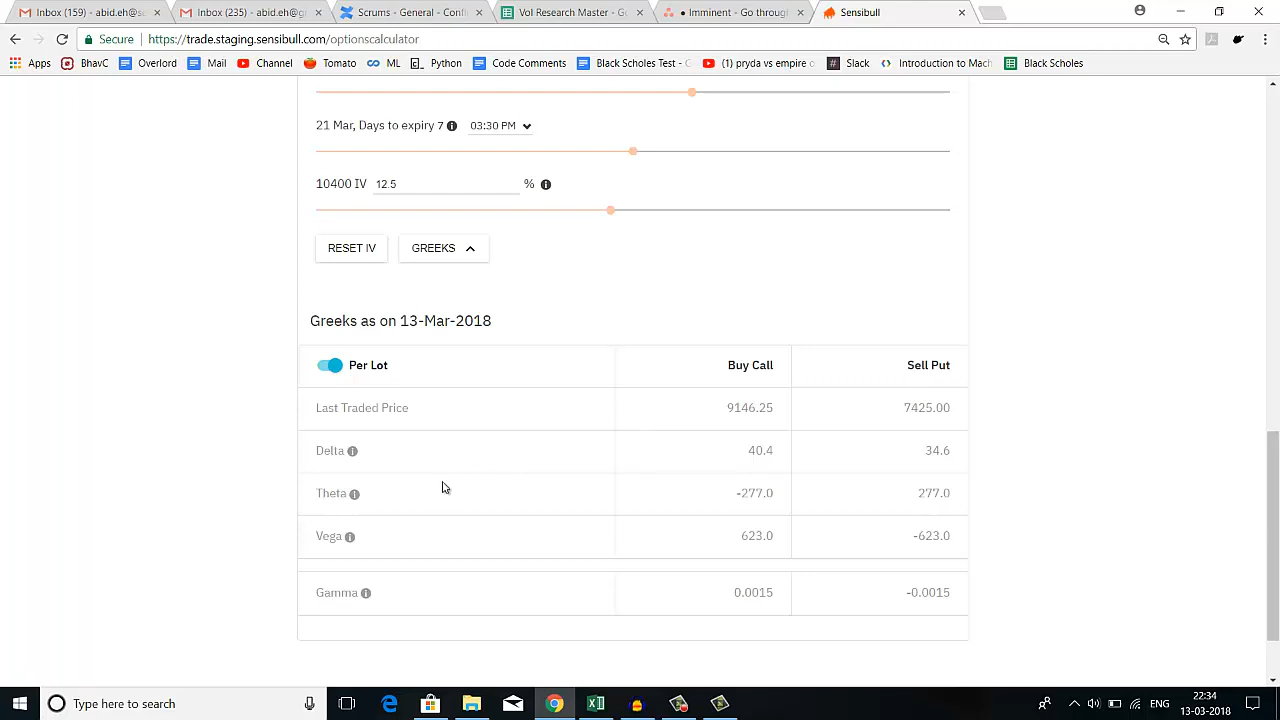 Inbox (159) - abid.eh@s
Inbox (235) - abid.eh@g
Scrums - General - Confl
Vol Research Master - G
● Imminent - Go through
Sensibull
Secure
https://trade.staging.sensibull.com/optionscalculator
Apps
BhavC
Overlord
Mail
Channel
Tomato
ML
Python
Code Comments
Black Scholes Test - C
(1) pryda vs empire o
Slack
Introduction to Mach
Black Scholes
21 Mar, Days to expiry 7
03:30 PM
10400 IV
12.5
%
RESET IV
GREEKS
Greeks as on 13-Mar-2018
Per Lot
Buy Call
Sell Put
Last Traded Price
9146.25
7425.00
Delta
40.4
34.6
Theta
-277.0
277.0
Vega
623.0
-623.0
Gamma
0.0015
-0.0015
Type here to search
ENG
22:34
13-03-2018